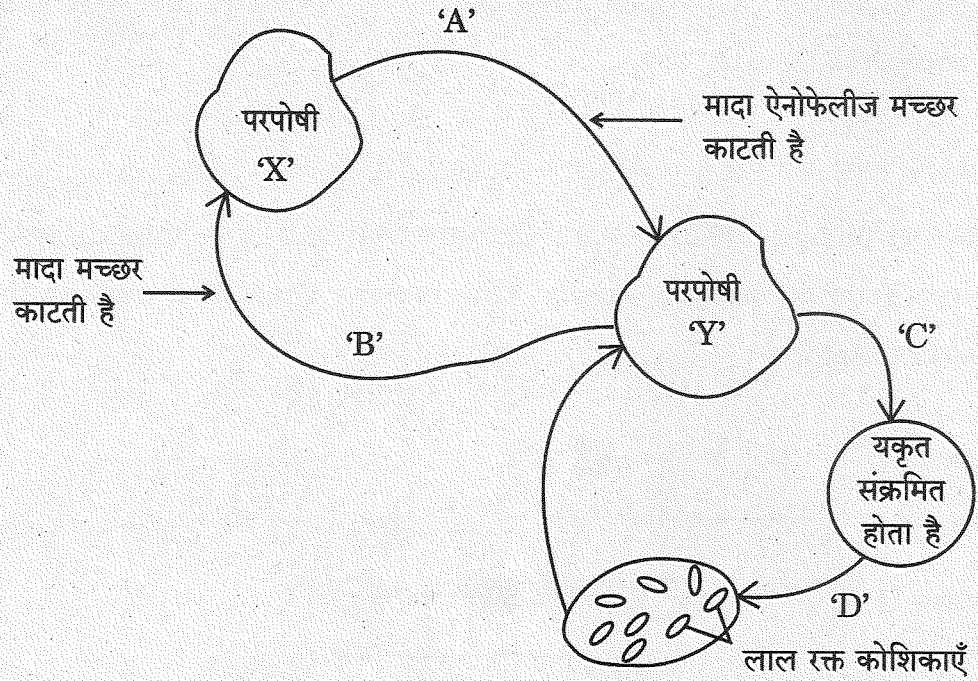 ‘A’
परपोषी
‘X’
मादा ऐनोफेलीज मच्छर
काटती है
मादा मच्छर
काटती है
‘B’
परपोषी
‘Y’
‘C’
यकृत
संक्रमित
होता है
‘D’
लाल रक्त कोशिकाएँ